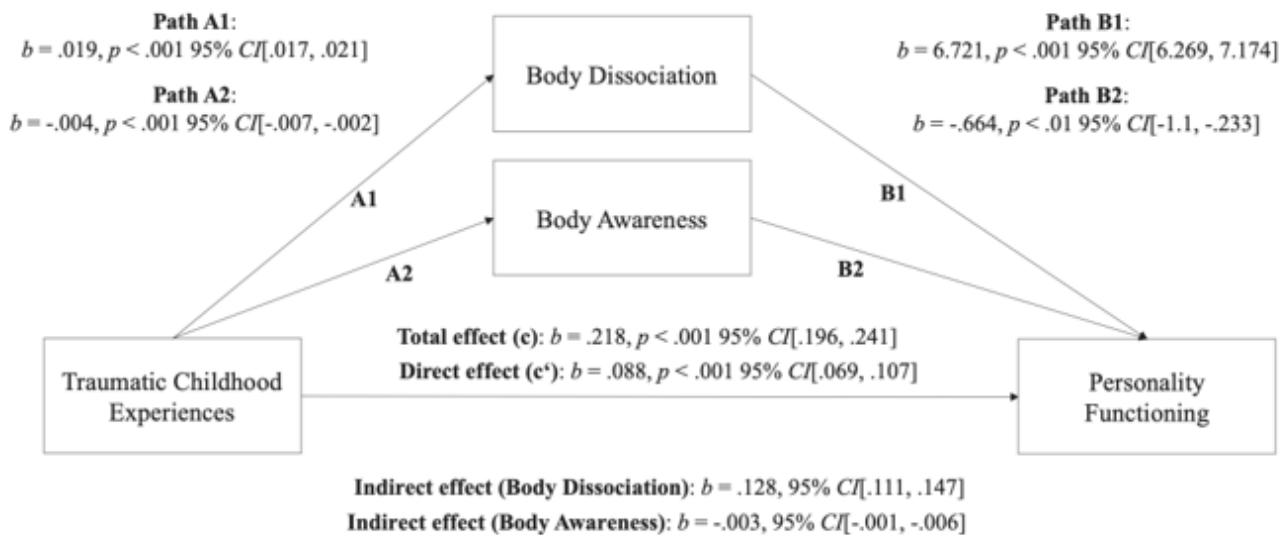 Path A1:
b = .019, p < .001 95% CI[.017, .021]
Path A2:
b = -.004, p < .001 95% CI[-.007, -.002]
Path B1:
b = 6.721, p < .001 95% CI[6.269, 7.174]
Path B2:
b = -.664, p < .01 95% CI[-1.1, -.233]
Body Dissociation
A1
B1
Body Awareness
A2
B2
Total effect (c): b = .218, p < .001 95% CI[.196, .241]
Direct effect (c‘): b = .088, p < .001 95% CI[.069, .107]
Traumatic Childhood
Experiences
Personality
Functioning
Indirect effect (Body Dissociation): b = .128, 95% CI[.111, .147]
Indirect effect (Body Awareness): b = -.003, 95% CI[-.001, -.006]